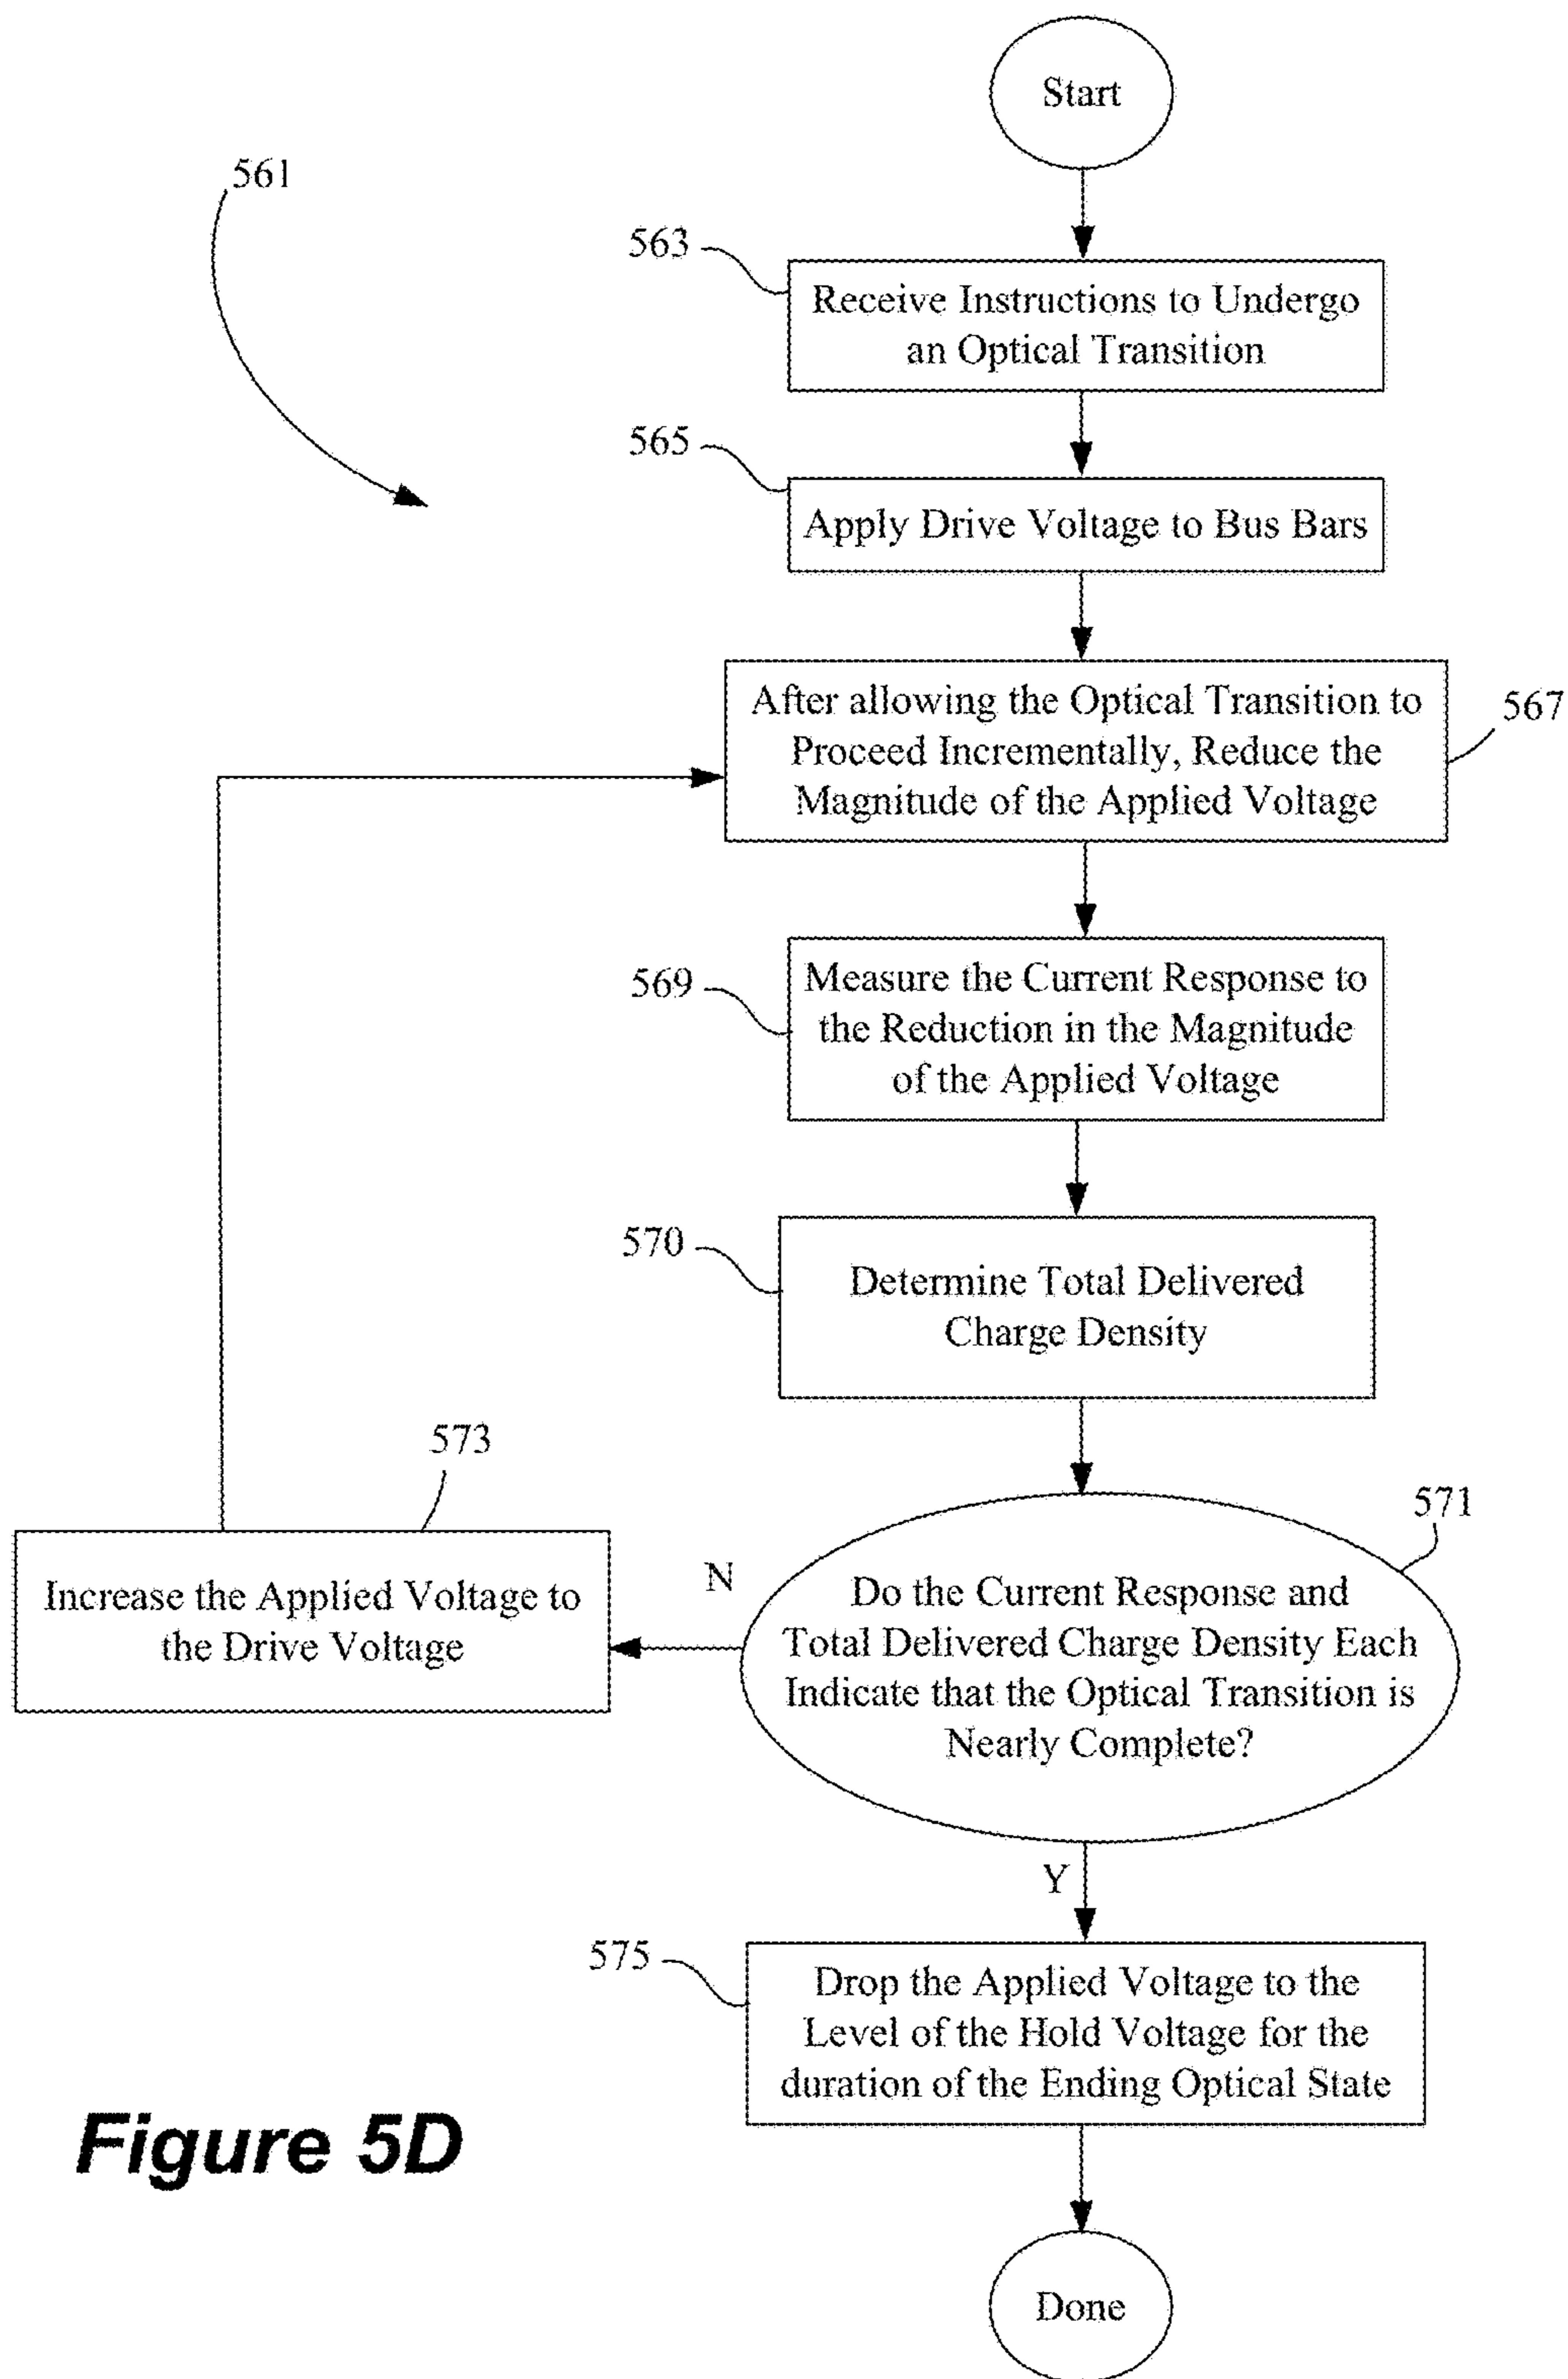 Start
561
563
Receive Instructions to Undergo
an Optical Transition
565
Apply Drive Voltage to Bus Bars
567
After allowing the Optical Transition to
Proceed Incrementally, Reduce the
Magnitude of the Applied Voltage
569
Measure the Current Response to
the Reduction in the Magnitude
of the Applied Voltage
570
Determine Total Delivered
Charge Density
571
Do the Current Response and
Total Delivered Charge Density Each
Indicate that the Optical Transition is
Nearly Complete?
N
573
Increase the Applied Voltage to
the Drive Voltage
Y
575
Drop the Applied Voltage to the
Level of the Hold Voltage for the
duration of the Ending Optical State
Done
Figure 5D